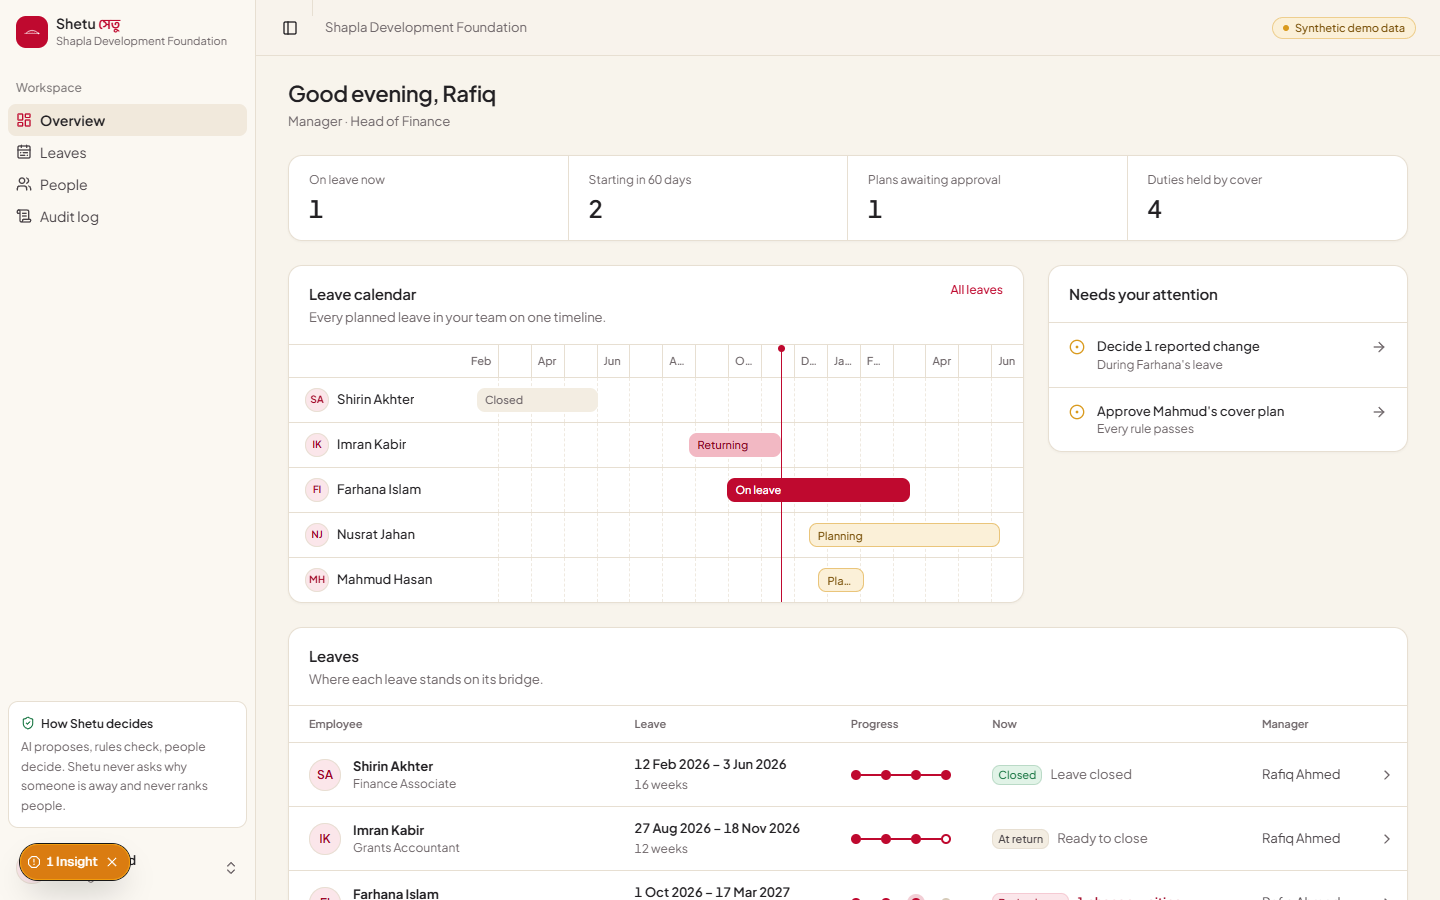 Shetu সেতু
Shapla Development Foundation
Workspace
Overview
Leaves
People
Audit log
How Shetu decides
AI proposes, rules check, people
decide. Shetu never asks why
someone is away and never ranks
people.
1 Insight
Shapla Development Foundation
Synthetic demo data
Good evening, Rafiq
Manager · Head of Finance
On leave now
1
Starting in 60 days
2
Plans awaiting approval
1
Duties held by cover
4
Leave calendar
All leaves
Every planned leave in your team on one timeline.
Feb Apr Jun A... O... D... Ja... F... Apr Jun
SA Shirin Akhter Closed
IK Imran Kabir Returning
FI Farhana Islam On leave
NJ Nusrat Jahan Planning
MH Mahmud Hasan Pla...
Needs your attention
Decide 1 reported change
During Farhana's leave
Approve Mahmud's cover plan
Every rule passes
Leaves
Where each leave stands on its bridge.
Employee Leave Progress Now Manager
SA Shirin Akhter 12 Feb 2026 – 3 Jun 2026 Closed Leave closed Rafiq Ahmed
Finance Associate 16 weeks
IK Imran Kabir 27 Aug 2026 – 18 Nov 2026 At return Ready to close Rafiq Ahmed
Grants Accountant 12 weeks
Farhana Islam 1 Oct 2026 – 17 Mar 2027